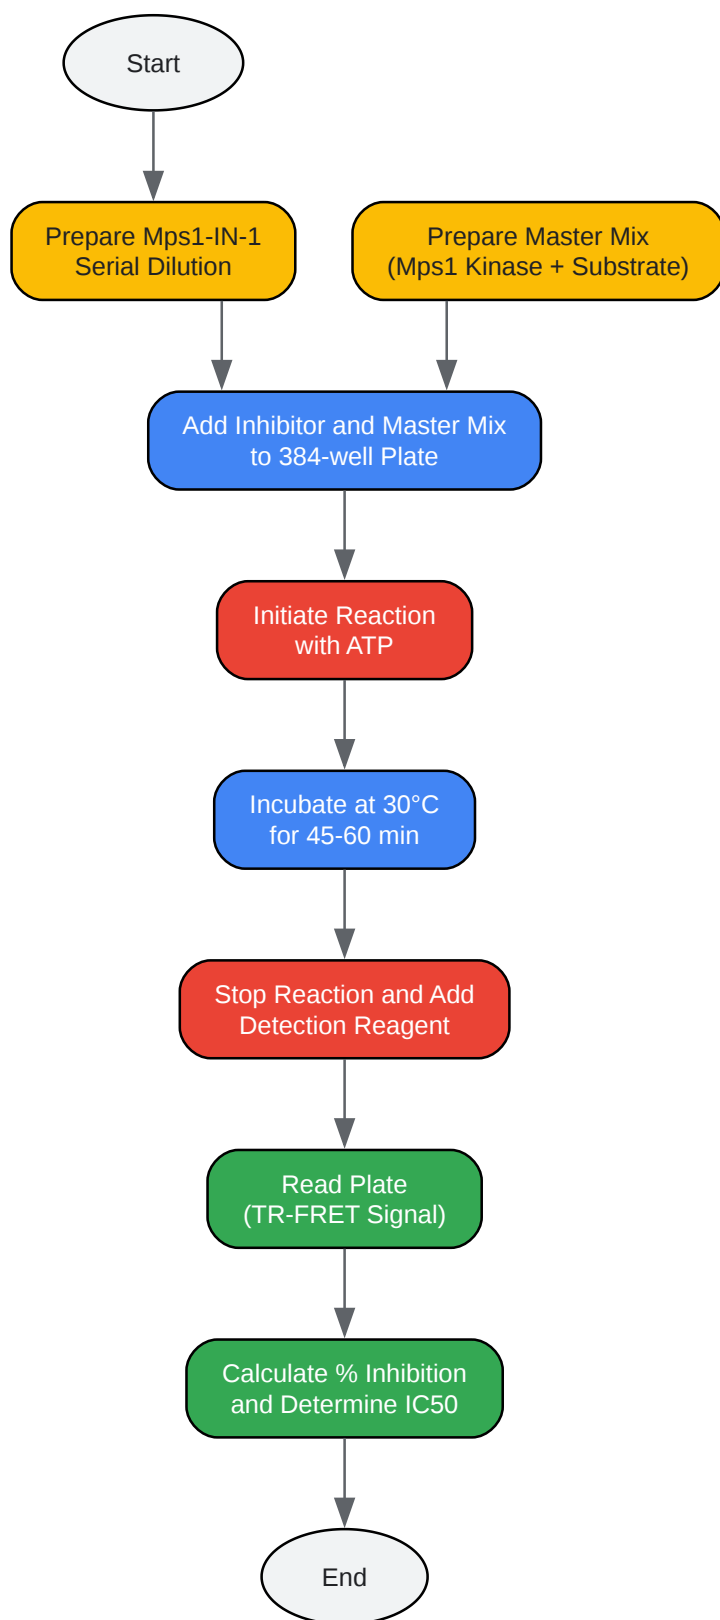 Start
Prepare Mps1-IN-1
Serial Dilution
Prepare Master Mix
(Mps1 Kinase + Substrate)
Add Inhibitor and Master Mix
to 384-well Plate
Initiate Reaction
with ATP
Incubate at 30°C
for 45-60 min
Stop Reaction and Add
Detection Reagent
Read Plate
(TR-FRET Signal)
Calculate % Inhibition
and Determine IC50
End